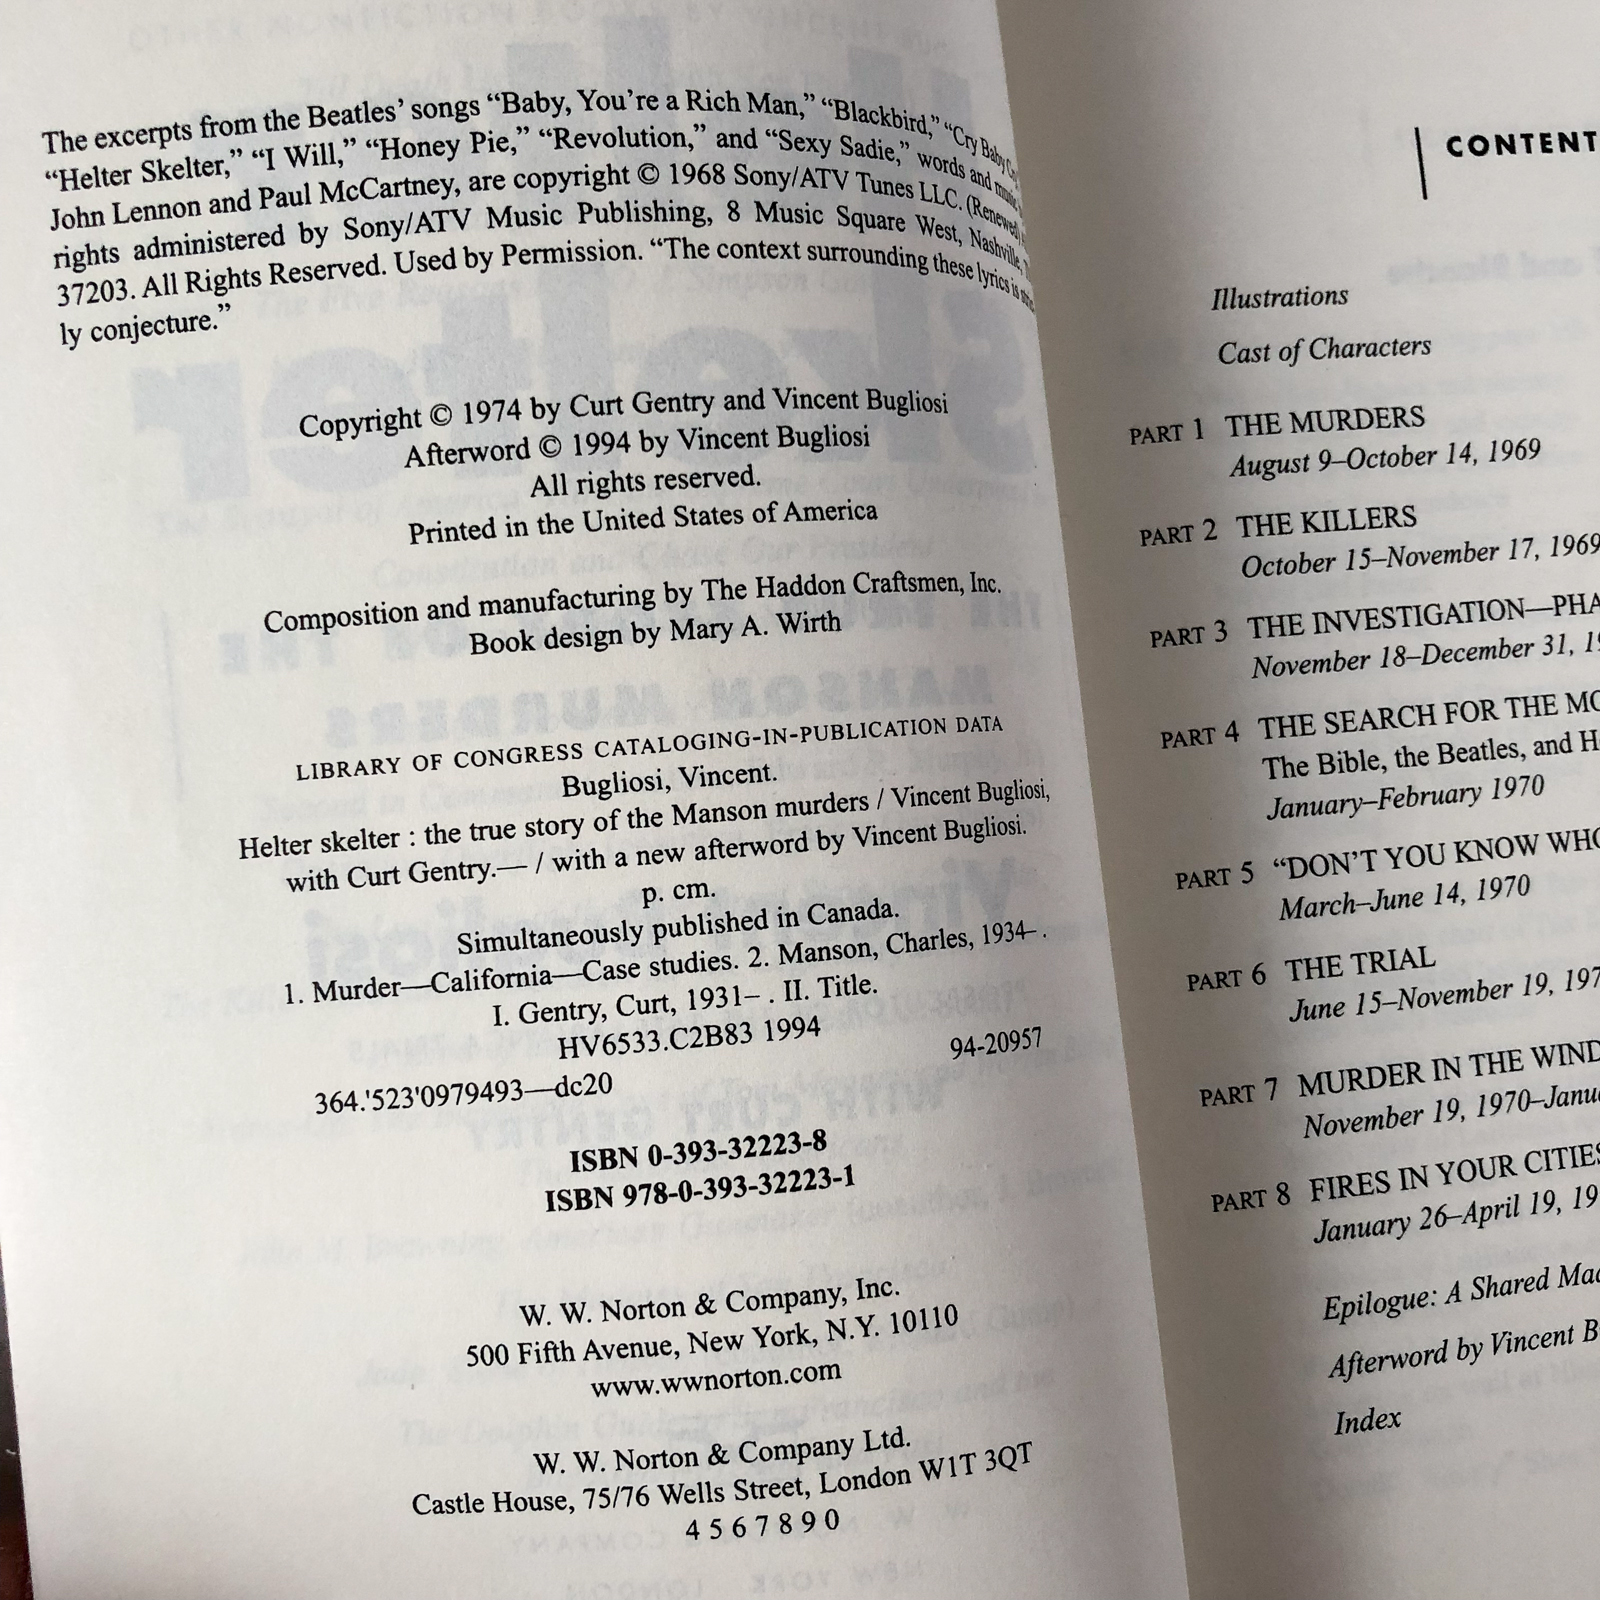 The excerpts from the Beatles' songs “Baby, You're a Rich Man,” “Blackbird,” “Cry Baby
“Helter Skelter,” “I Will,” “Honey Pie,” “Revolution,” and “Sexy Sadie,” words and music
John Lennon and Paul McCartney, are copyright © 1968 Sony/ATV Tunes LLC. (Renewed)
rights administered by Sony/ATV Music Publishing, 8 Music Square West, Nashville,
37203. All Rights Reserved. Used by Permission. “The context surrounding these lyrics is
ly conjecture.”
Copyright © 1974 by Curt Gentry and Vincent Bugliosi
Afterword © 1994 by Vincent Bugliosi
All rights reserved.
Printed in the United States of America
Composition and manufacturing by The Haddon Craftsmen, Inc.
Book design by Mary A. Wirth
LIBRARY OF CONGRESS CATALOGING-IN-PUBLICATION DATA
Bugliosi, Vincent.
Helter skelter : the true story of the Manson murders / Vincent Bugliosi,
with Curt Gentry.— / with a new afterword by Vincent Bugliosi.
p. cm.
Simultaneously published in Canada.
1. Murder—California—Case studies. 2. Manson, Charles, 1934– .
I. Gentry, Curt, 1931– . II. Title.
HV6533.C2B83 1994
94-20957
364.'523'0979493—dc20
ISBN 0-393-32223-8
ISBN 978-0-393-32223-1
W. W. Norton & Company, Inc.
500 Fifth Avenue, New York, N.Y. 10110
www.wwnorton.com
W. W. Norton & Company Ltd.
Castle House, 75/76 Wells Street, London W1T 3QT
4 5 6 7 8 9 0
CONTENT
Illustrations
Cast of Characters
PART 1 THE MURDERS
August 9–October 14, 1969
PART 2 THE KILLERS
October 15–November 17, 1969
PART 3 THE INVESTIGATION—PHA
November 18–December 31, 19
PART 4 THE SEARCH FOR THE MO
The Bible, the Beatles, and H
January–February 1970
PART 5 “DON'T YOU KNOW WHO
March–June 14, 1970
PART 6 THE TRIAL
June 15–November 19, 197
PART 7 MURDER IN THE WIND
November 19, 1970–Janu
PART 8 FIRES IN YOUR CITIES
January 26–April 19, 19
Epilogue: A Shared Mad
Afterword by Vincent B
Index